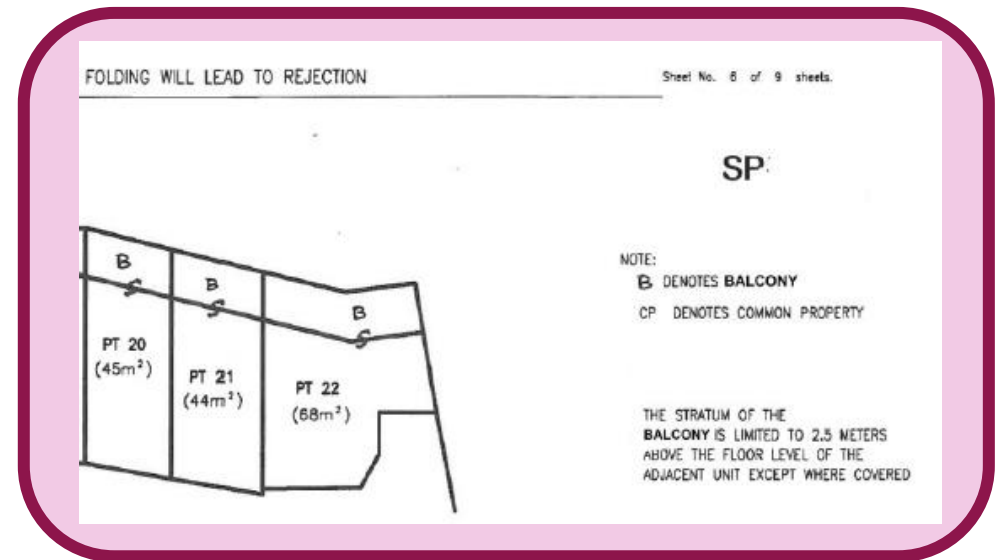 FOLDING WILL LEAD TO REJECTION
Sheet No. 6 of 9 sheets.
SP
NOTE:
B DENOTES BALCONY
CP DENOTES COMMON PROPERTY
B
B
B
PT 20
(45m²)
PT 21
(44m²)
PT 22
(68m²)
THE STRATUM OF THE
BALCONY IS LIMITED TO 2.5 METERS
ABOVE THE FLOOR LEVEL OF THE
ADJACENT UNIT EXCEPT WHERE COVERED